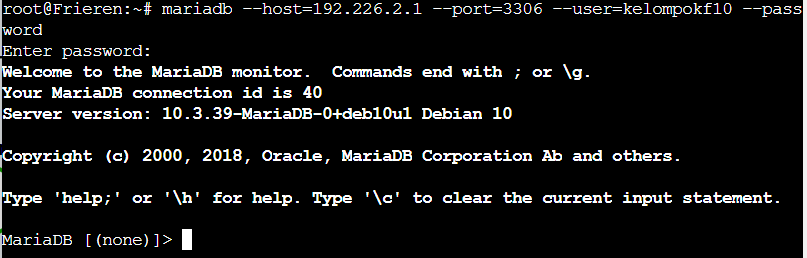 root@Frieren:~# mariadb --host=192.226.2.1 --port=3306 --user=kelompokf10 --pass
word
Enter password:
Welcome to the MariaDB monitor.  Commands end with ; or \g.
Your MariaDB connection id is 40
Server version: 10.3.39-MariaDB-0+deb10u1 Debian 10
Copyright (c) 2000, 2018, Oracle, MariaDB Corporation Ab and others.
Type 'help;' or '\h' for help. Type '\c' to clear the current input statement.
MariaDB [(none)]>